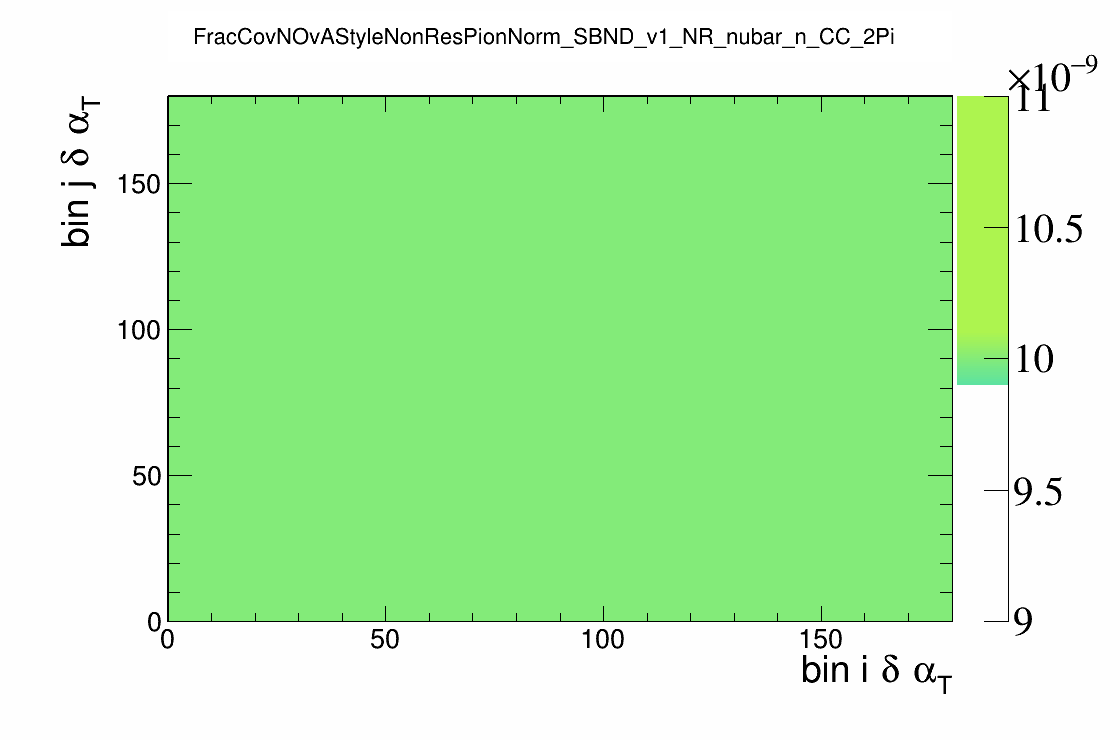 FracCovNOvAStyleNonResPionNorm_SBND_v1_NR_nubar_n_CC_2Pi
×10⁻⁹
11
10.5
10
9.5
9
bin j δ α_T
150
100
50
0
0 50 100 150
bin i δ α_T